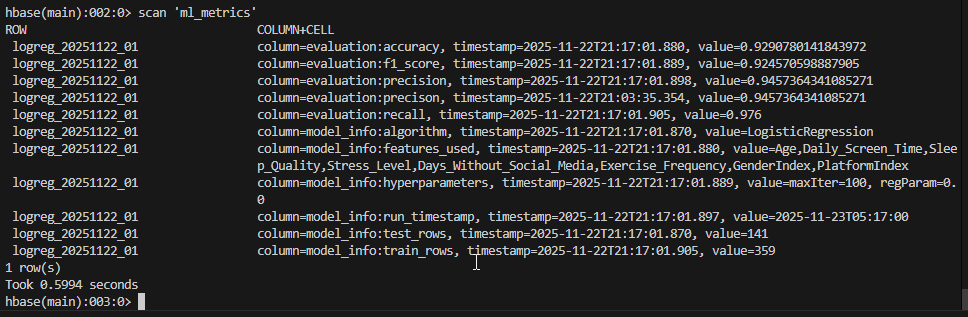 hbase(main):002:0> scan 'ml_metrics'
ROW COLUMN+CELL
logreg_20251122_01 column=evaluation:accuracy, timestamp=2025-11-22T21:17:01.880, value=0.9290780141843972
logreg_20251122_01 column=evaluation:f1_score, timestamp=2025-11-22T21:17:01.889, value=0.924570598887905
logreg_20251122_01 column=evaluation:precision, timestamp=2025-11-22T21:17:01.898, value=0.9457364341085271
logreg_20251122_01 column=evaluation:precison, timestamp=2025-11-22T21:03:35.354, value=0.9457364341085271
logreg_20251122_01 column=evaluation:recall, timestamp=2025-11-22T21:17:01.905, value=0.976
logreg_20251122_01 column=model_info:algorithm, timestamp=2025-11-22T21:17:01.870, value=LogisticRegression
logreg_20251122_01 column=model_info:features_used, timestamp=2025-11-22T21:17:01.880, value=Age,Daily_Screen_Time,Slee
p_Quality,Stress_Level,Days_Without_Social_Media,Exercise_Frequency,GenderIndex,PlatformIndex
logreg_20251122_01 column=model_info:hyperparameters, timestamp=2025-11-22T21:17:01.889, value=maxIter=100, regParam=0.
0
logreg_20251122_01 column=model_info:run_timestamp, timestamp=2025-11-22T21:17:01.897, value=2025-11-23T05:17:00
logreg_20251122_01 column=model_info:test_rows, timestamp=2025-11-22T21:17:01.870, value=141
logreg_20251122_01 column=model_info:train_rows, timestamp=2025-11-22T21:17:01.905, value=359
1 row(s)
Took 0.5994 seconds
hbase(main):003:0>